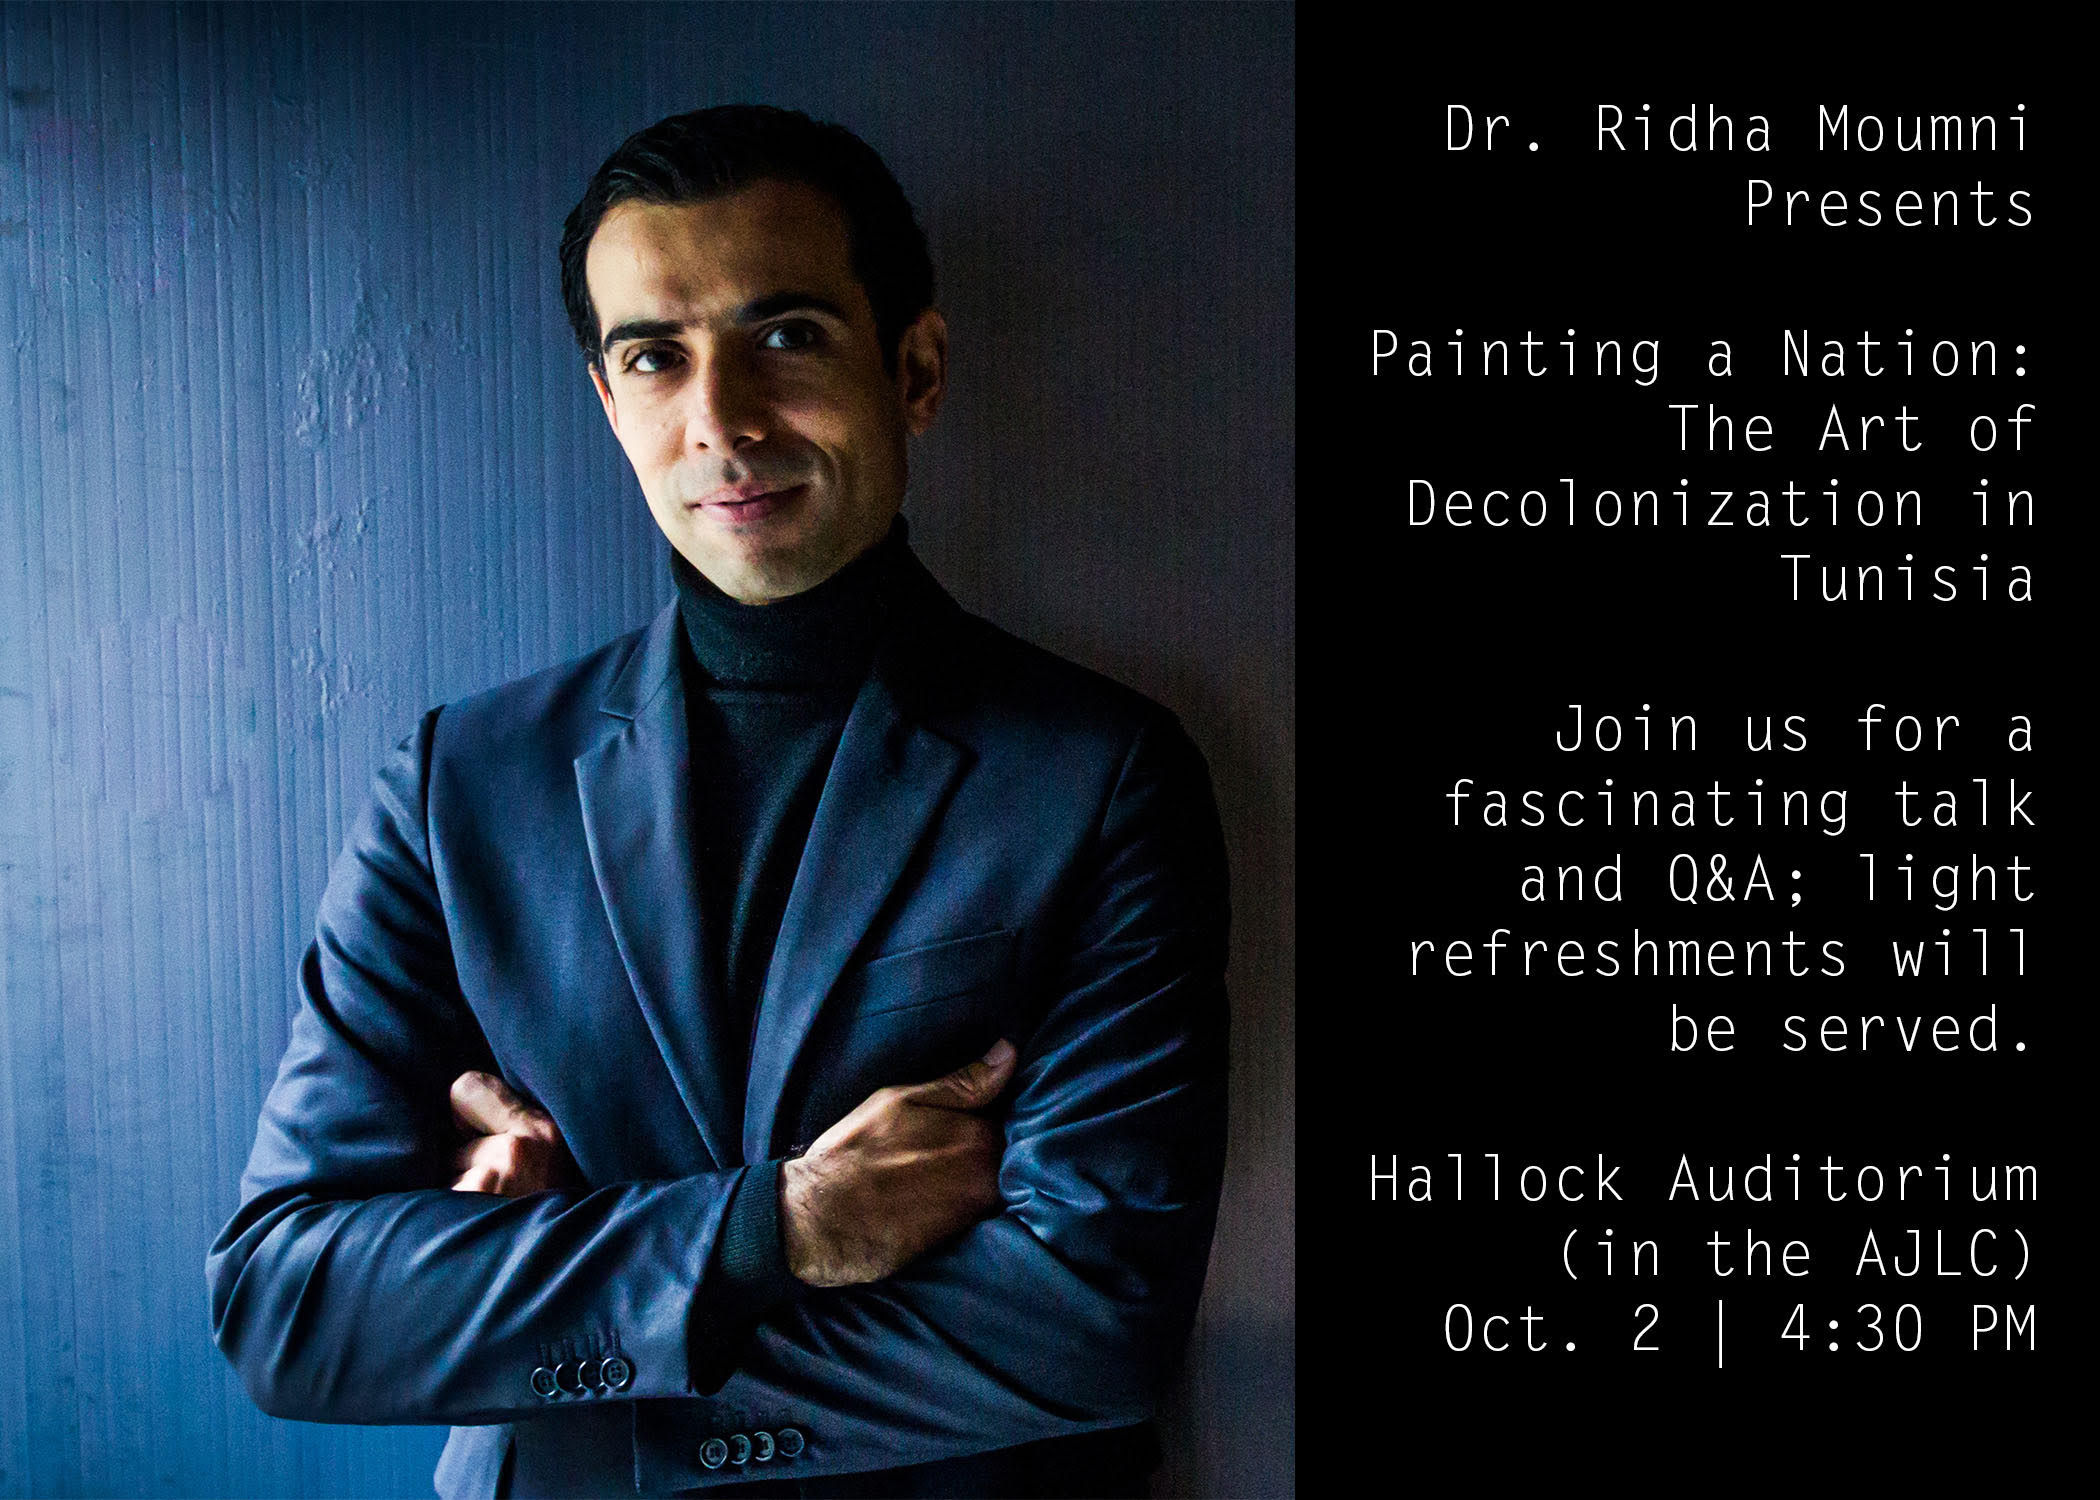 Dr. Ridha Moumni
Presents
Painting a Nation:
The Art of
Decolonization in
Tunisia
Join us for a
fascinating talk
and Q&A; light
refreshments will
be served.
Hallock Auditorium
(in the AJLC)
Oct. 2 | 4:30 PM